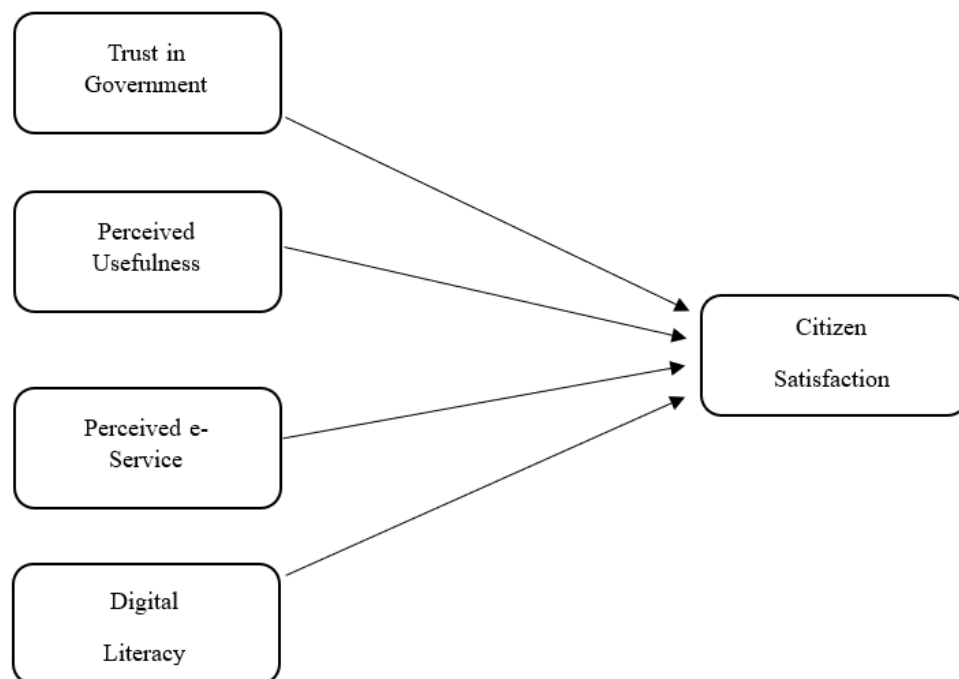 Trust in
Government
Perceived
Usefulness
Perceived e-
Service
Digital
Literacy
Citizen
Satisfaction